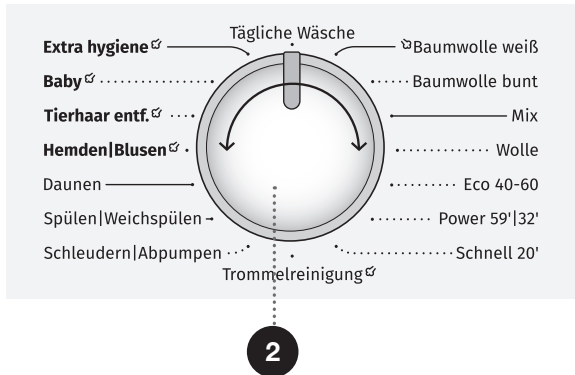 Tägliche Wäsche
Extra hygiene
Baby
Tierhaar entf.
Hemden|Blusen
Daunen
Spülen|Weichspülen
Schleudern|Abpumpen
Baumwolle weiß
Baumwolle bunt
Mix
Wolle
Eco 40-60
Power 59'|32'
Schnell 20'
Trommelreinigung
2